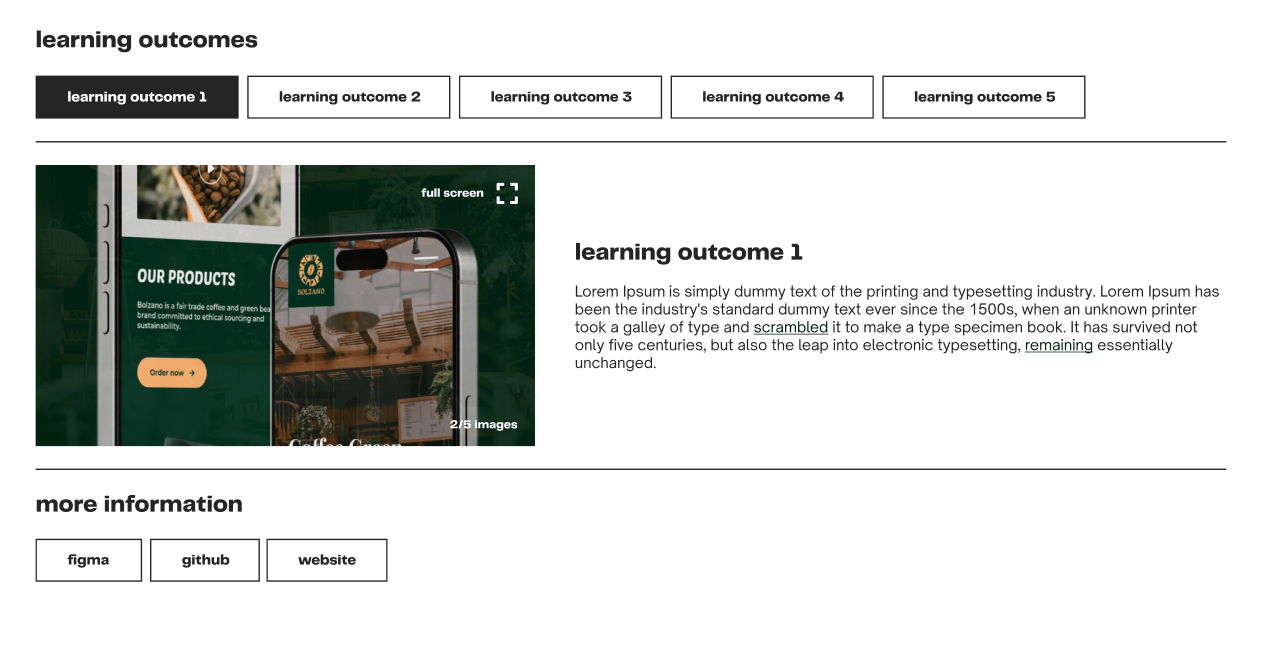 learning outcomes
learning outcome 1
learning outcome 2
learning outcome 3
learning outcome 4
learning outcome 5
full screen
OUR PRODUCTS
Bolzano is a fair trade coffee and green bea
brand committed to ethical sourcing and
sustainability.
Order now
BOLZANO
Coffee Green
2/5 images
learning outcome 1
Lorem Ipsum is simply dummy text of the printing and typesetting industry. Lorem Ipsum has
been the industry's standard dummy text ever since the 1500s, when an unknown printer
took a galley of type and scrambled it to make a type specimen book. It has survived not
only five centuries, but also the leap into electronic typesetting, remaining essentially
unchanged.
more information
figma
github
website